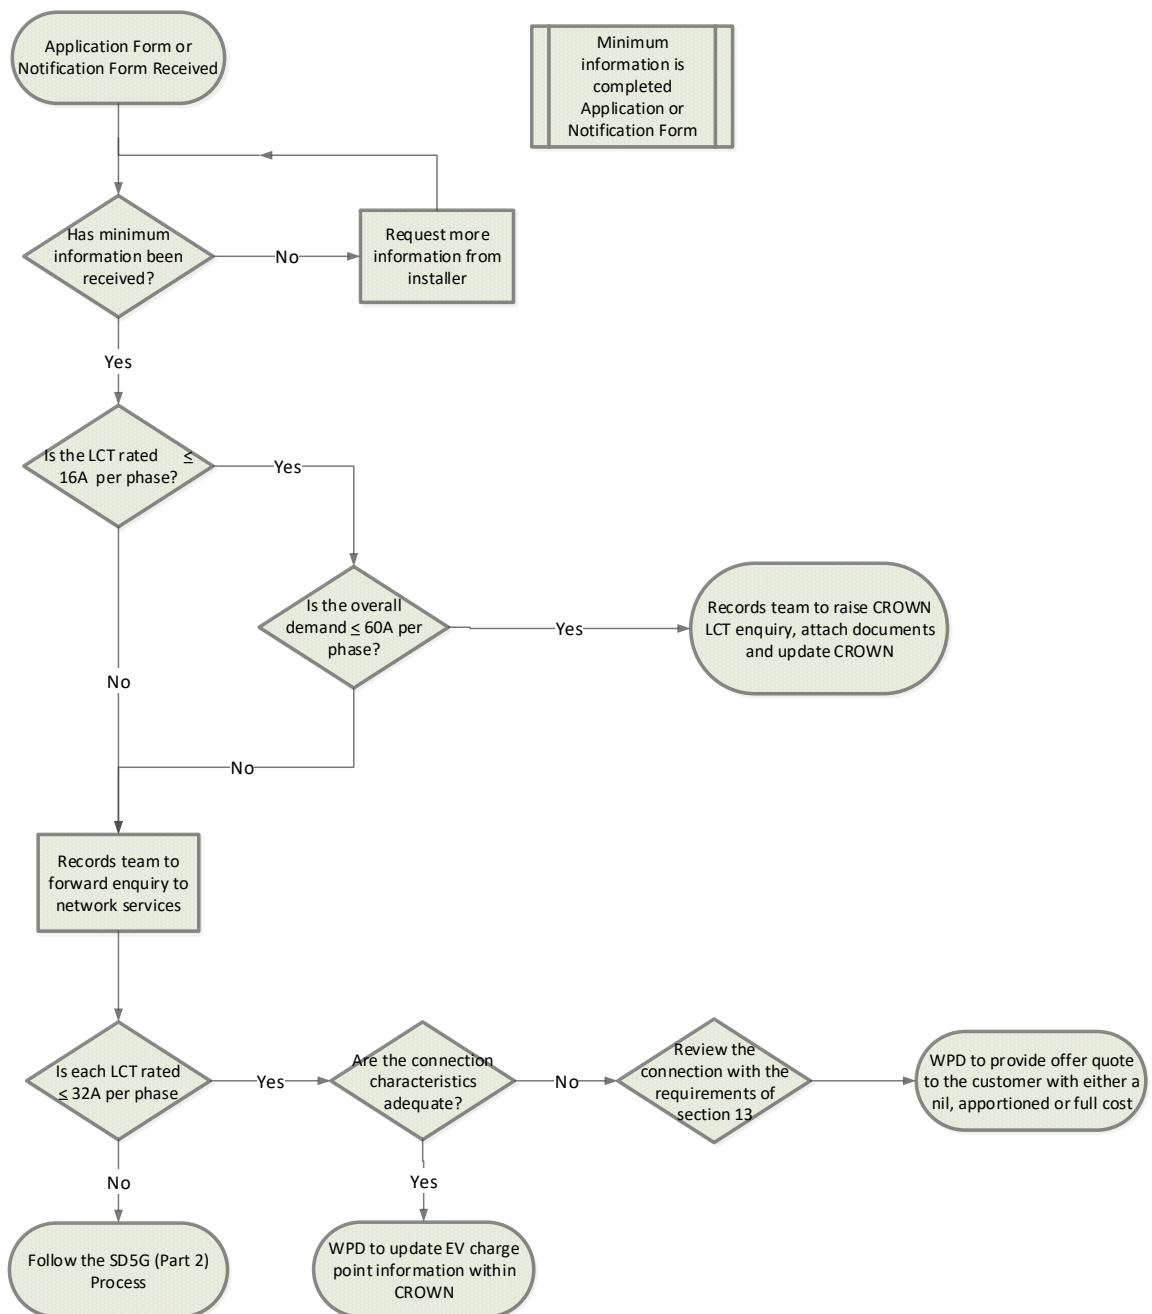 Application Form or
Notification Form Received
Minimum
information is
completed
Application or
Notification Form
Has minimum
information been
received?
No
Request more
information from
installer
Yes
Is the LCT rated ≤
16A per phase?
Yes
Is the overall
demand ≤ 60A per
phase?
Yes
Records team to raise CROWN
LCT enquiry, attach documents
and update CROWN
No
No
Records team to
forward enquiry to
network services
Is each LCT rated
≤ 32A per phase
Yes
Are the connection
characteristics
adequate?
No
Review the
connection with the
requirements of
section 13
WPD to provide offer quote
to the customer with either a
nil, apportioned or full cost
No
Yes
Follow the SD5G (Part 2)
Process
WPD to update EV charge
point information within
CROWN